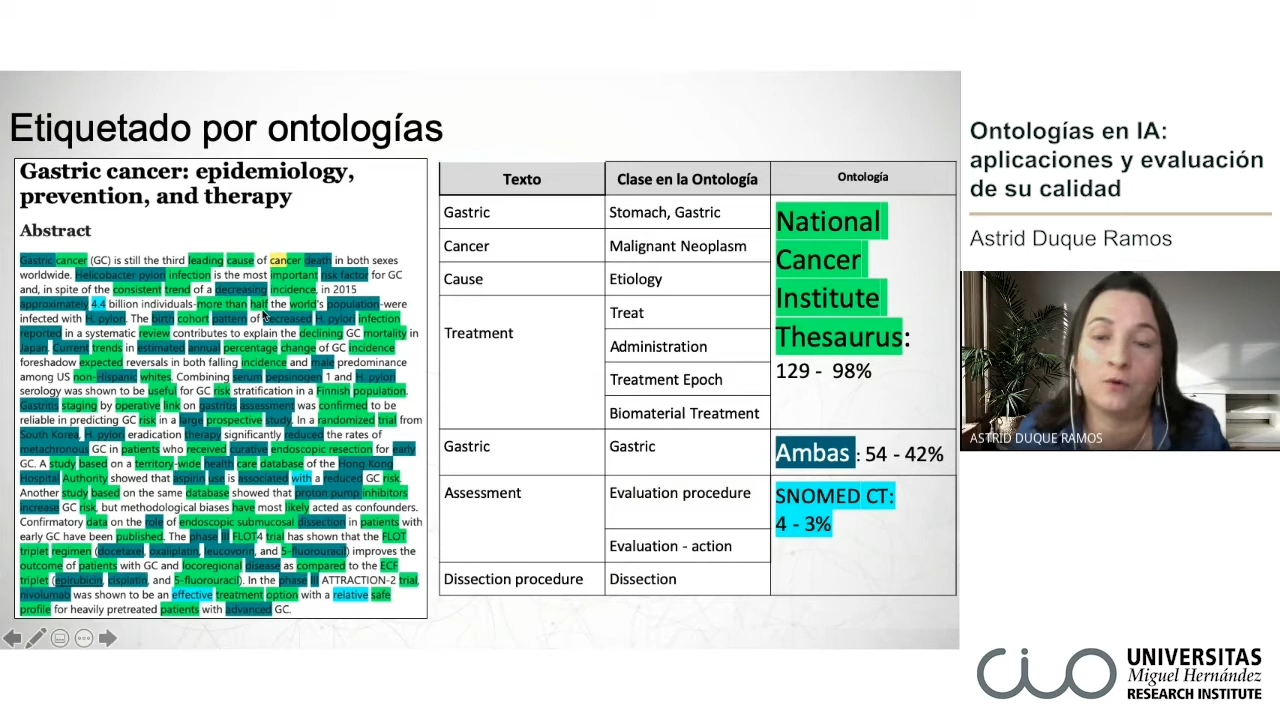 Etiquetado por ontologías
Gastric cancer: epidemiology,
prevention, and therapy
Abstract
Gastric cancer (GC) is still the third leading cause of cancer death in both sexes
worldwide. Helicobacter pylori infection is the most important risk factor for GC
and, in spite of the consistent trend of a decreasing incidence, in 2015
approximately 4.4 billion individuals-more than half the world's population-were
infected with H. pylori. The birth cohort pattern of decreased H. pylori infection
reported in a systematic review contributes to explain the declining GC mortality in
Japan. Current trends in estimated annual percentage change of GC incidence
foreshadow expected reversals in both falling incidence and male predominance
among US non-Hispanic whites. Combining serum pepsinogen 1 and H. pylori
serology was shown to be useful for GC risk stratification in a Finnish population.
Gastritis staging by operative link on gastritis assessment was confirmed to be
reliable in predicting GC risk in a large prospective study. In a randomized trial from
South Korea, H. pylori eradication therapy significantly reduced the rates of
metachronous GC in patients who received curative endoscopic resection for early
GC. A study based on a territory-wide health care database of the Hong Kong
Hospital Authority showed that aspirin use is associated with a reduced GC risk.
Another study based on the same database showed that proton pump inhibitors
increase GC risk, but methodological biases have most likely acted as confounders.
Confirmatory data on the role of endoscopic submucosal dissection in patients with
early GC have been published. The phase III FLOT4 trial has shown that the FLOT
triplet regimen (docetaxel, oxaliplatin, leucovorin, and 5-fluorouracil) improves the
outcome of patients with GC and locoregional disease as compared to the ECF
triplet (epirubicin, cisplatin, and 5-fluorouracil). In the phase III ATTRACTION-2 trial,
nivolumab was shown to be an effective treatment option with a relative safe
profile for heavily pretreated patients with advanced GC.
Texto
Clase en la Ontología
Ontología
Gastric
Stomach, Gastric
Cancer
Malignant Neoplasm
Cause
Etiology
Treatment
Treat
Administration
Treatment Epoch
Biomaterial Treatment
National
Cancer
Institute
Thesaurus:
129 - 98%
Gastric
Gastric
Ambas : 54 - 42%
Assessment
Evaluation procedure
Evaluation - action
SNOMED CT:
4 - 3%
Dissection procedure
Dissection
Ontologías en IA:
aplicaciones y evaluación
de su calidad
Astrid Duque Ramos
ASTRID DUQUE RAMOS
cio
UNIVERSITAS
Miguel Hernández
RESEARCH INSTITUTE